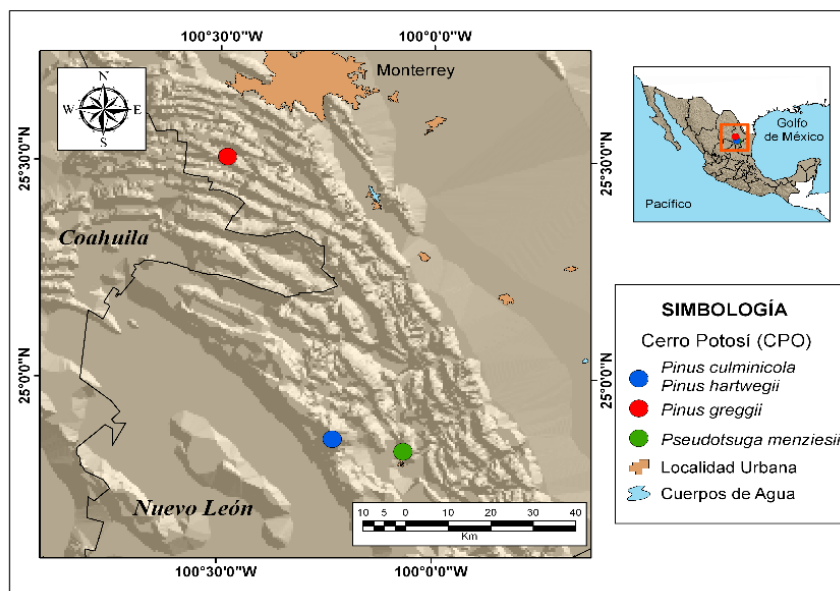 100°30'0"W
100°0'0"W
N
W
E
S
Monterrey
25°30'0"N
25°30'0"N
Coahuila
25°0'0"N
25°0'0"N
Nuevo León
10 5 0 10 20 30 40
Km
100°30'0"W
100°0'0"W
Golfo
de México
Pacífico
SIMBOLOGÍA
Cerro Potosí (CPO)
Pinus culminicola
Pinus hartwegii
Pinus greggii
Pseudotsuga menziesii
Localidad Urbana
Cuerpos de Agua